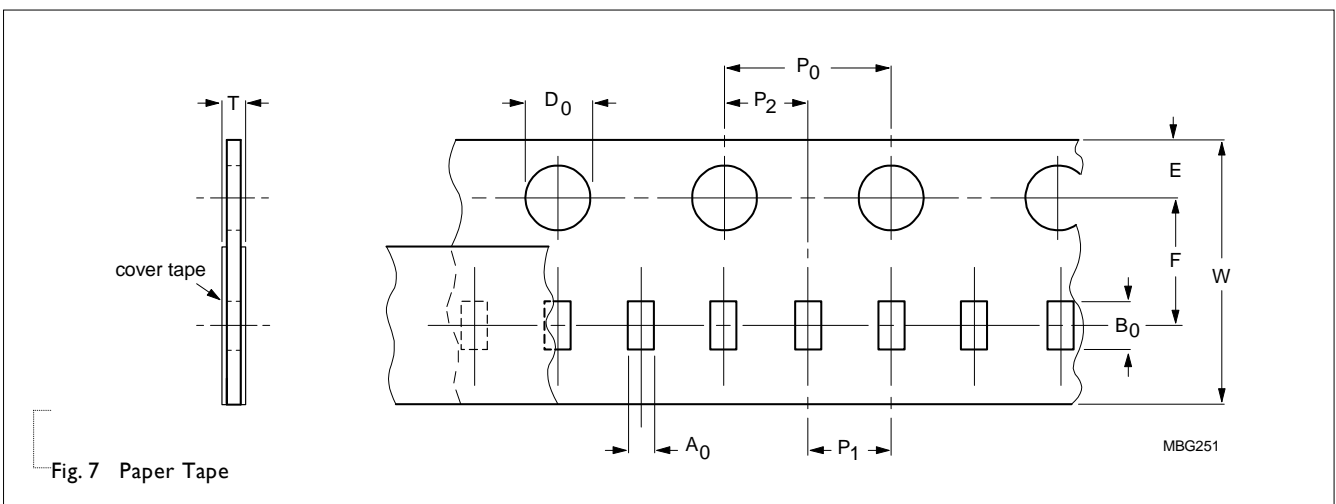 P0
T
D0
P2
E
F
W
cover tape
B0
A0
P1
MBG251
Fig. 7 Paper Tape